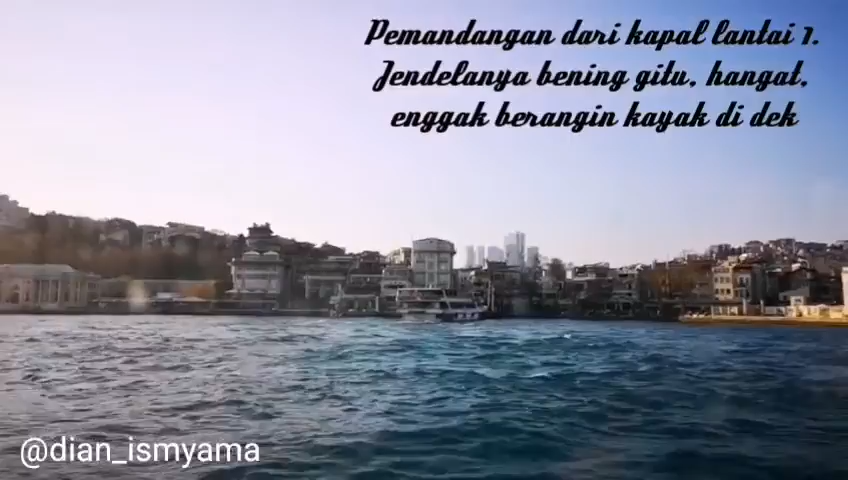 Pemandangan dari kapal lantai 1.
Jendelanya bening gitu, hangat,
enggak berangin kayak di dek
@dian_ismyama